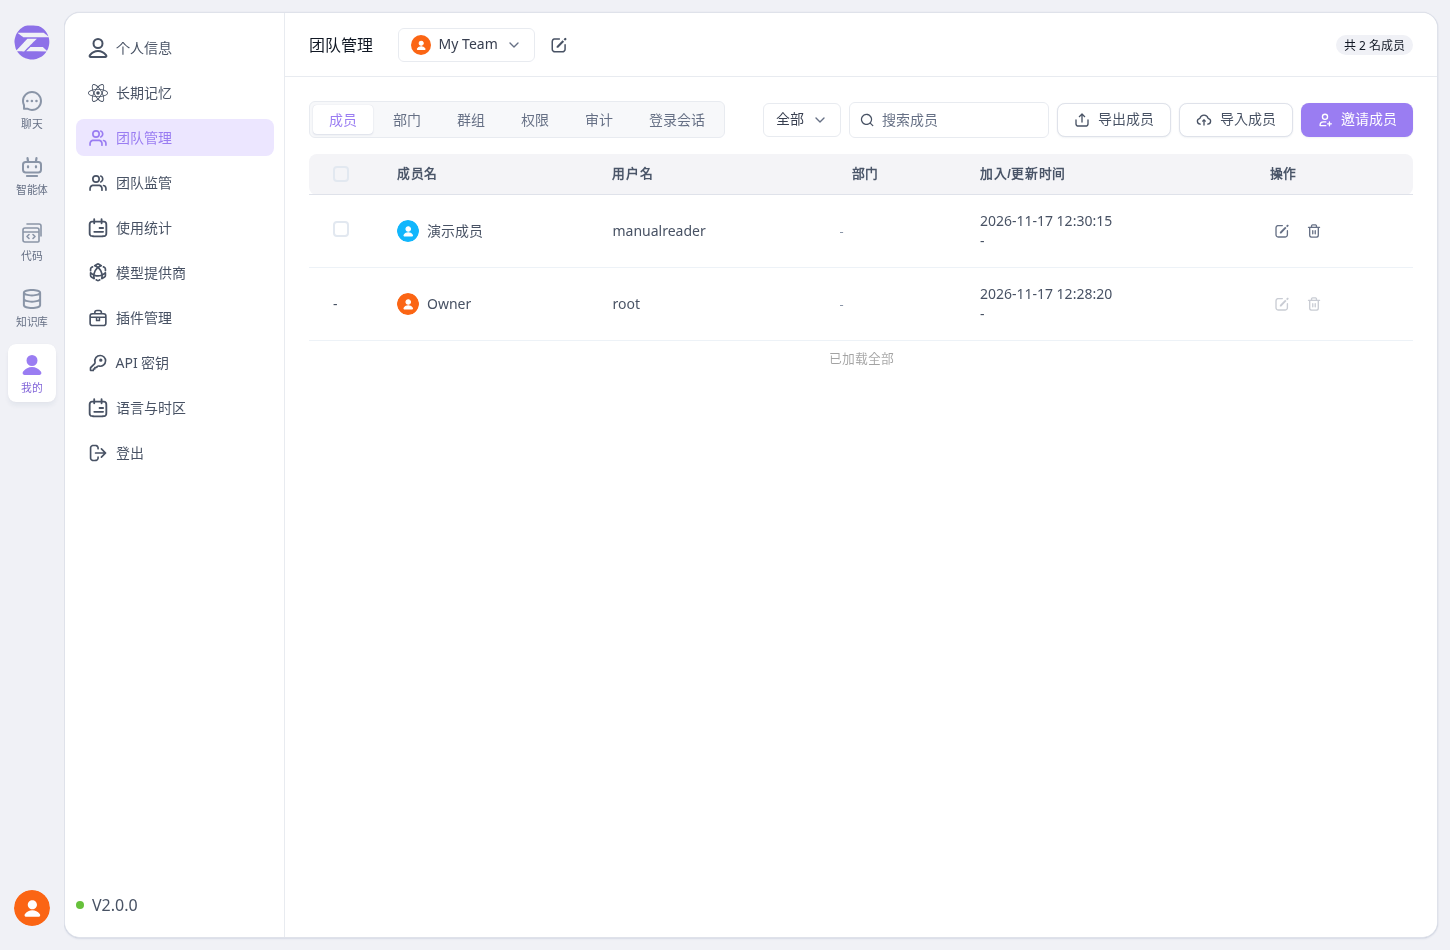 聊天
智能体
代码
知识库
我的
个人信息
长期记忆
团队管理
团队监管
使用统计
模型提供商
插件管理
API 密钥
语言与时区
登出
V2.0.0
团队管理
My Team
共 2 名成员
成员 部门 群组 权限 审计 登录会话
全部
搜索成员
导出成员
导入成员
邀请成员
成员名 用户名 部门 加入/更新时间 操作
演示成员 manualreader - 2026-11-17 12:30:15
-
- Owner root - 2026-11-17 12:28:20
-
已加载全部